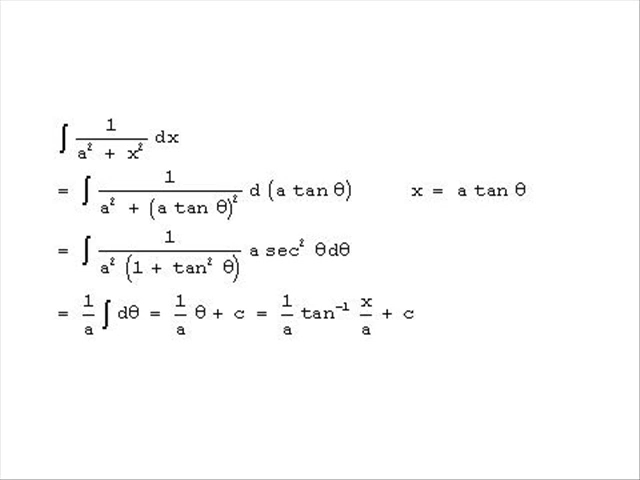 ∫ 1/(a² + x²) dx
= ∫ 1/(a² + (a tan θ)²) d (a tan θ) x = a tan θ
= ∫ 1/(a² (1 + tan² θ)) a sec² θdθ
= 1/a ∫ dθ = 1/a θ + c = 1/a tan⁻¹ x/a + c